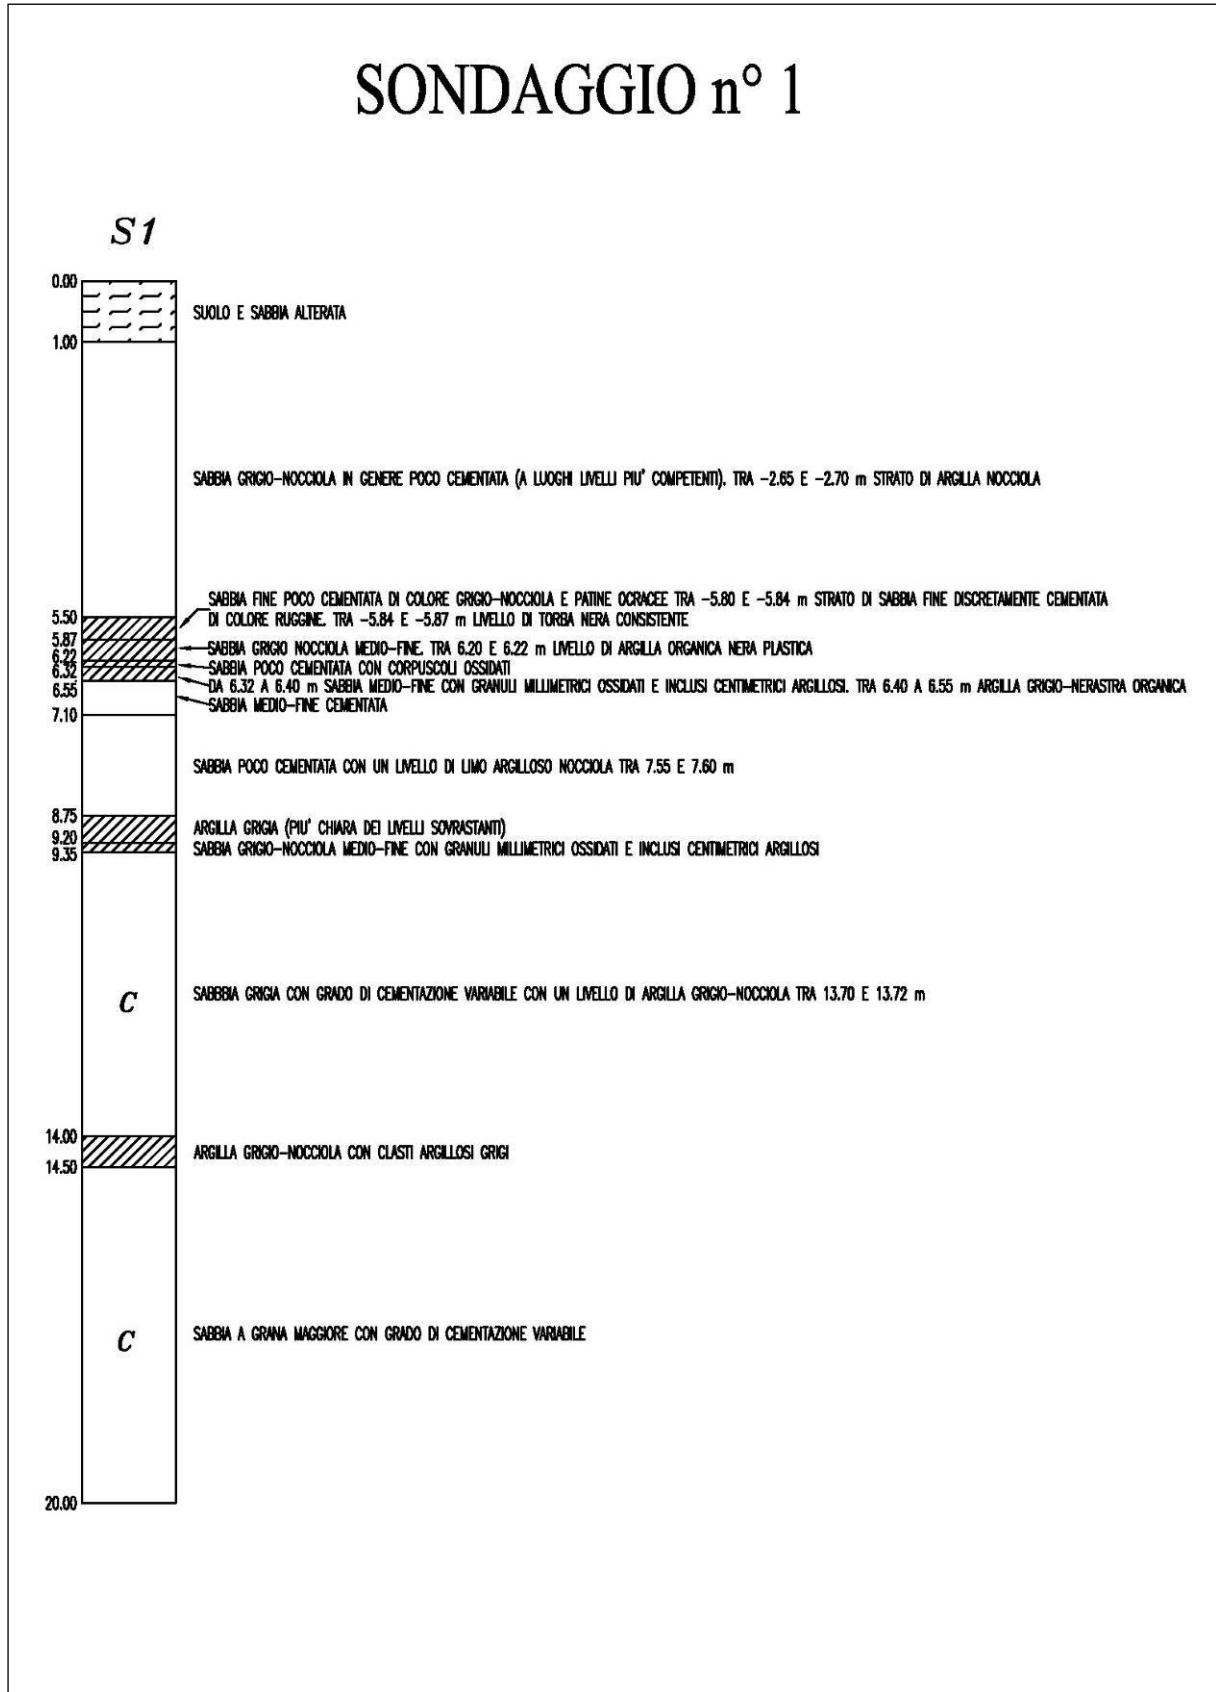 SONDAGGIO n° 1
S1
0.00
SUOLO E SABBIA ALTERATA
1.00
SABBIA GRIGIO-NOCCIOLA IN GENERE POCO CEMENTATA (A LUOGHI LIVELLI PIU' COMPETENTI). TRA -2.65 E -2.70 m STRATO DI ARGILLA NOCCIOLA
SABBIA FINE POCO CEMENTATA DI COLORE GRIGIO-NOCCIOLA E PATINE OCRACEE TRA -5.80 E -5.84 m STRATO DI SABBIA FINE DISCRETAMENTE CEMENTATA
5.50
DI COLORE RUGGINE. TRA -5.84 E -5.87 m LIVELLO DI TORBA NERA CONSISTENTE
5.87
SABBIA GRIGIO NOCCIOLA MEDIO-FINE. TRA 6.20 E 6.22 m LIVELLO DI ARGILLA ORGANICA NERA PLASTICA
6.22
SABBIA POCO CEMENTATA CON CORPUSCOLI OSSIDATI
6.32
DA 6.32 A 6.40 m SABBIA MEDIO-FINE CON GRANULI MILLIMETRICI OSSIDATI E INCLUSI CENTIMETRICI ARGILLOSI. TRA 6.40 A 6.55 m ARGILLA GRIGIO-NERASTRA ORGANICA
6.55
SABBIA MEDIO-FINE CEMENTATA
7.10
SABBIA POCO CEMENTATA CON UN LIVELLO DI LIMO ARGILLOSO NOCCIOLA TRA 7.55 E 7.60 m
8.75
ARGILLA GRIGIA (PIU' CHIARA DEI LIVELLI SOVRASTANTI)
9.20
SABBIA GRIGIO-NOCCIOLA MEDIO-FINE CON GRANULI MILLIMETRICI OSSIDATI E INCLUSI CENTIMETRICI ARGILLOSI
9.35
C
SABBBIA GRIGIA CON GRADO DI CEMENTAZIONE VARIABILE CON UN LIVELLO DI ARGILLA GRIGIO-NOCCIOLA TRA 13.70 E 13.72 m
14.00
ARGILLA GRIGIO-NOCCIOLA CON CLASTI ARGILLOSI GRIGI
14.50
C
SABBIA A GRANA MAGGIORE CON GRADO DI CEMENTAZIONE VARIABILE
20.00